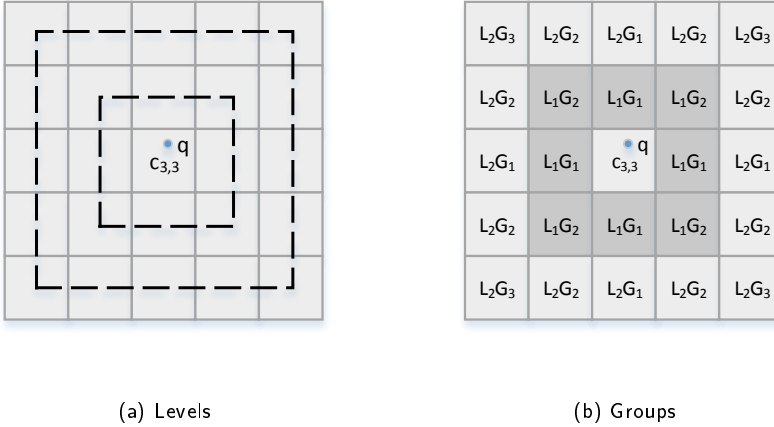 q
c3,3
L2G3 L2G2 L2G1 L2G2 L2G3
L2G2 L1G2 L1G1 L1G2 L2G2
q
L2G1 L1G1 c3,3 L1G1 L2G1
L2G2 L1G2 L1G1 L1G2 L2G2
L2G3 L2G2 L2G1 L2G2 L2G3
(a) Levels
(b) Groups